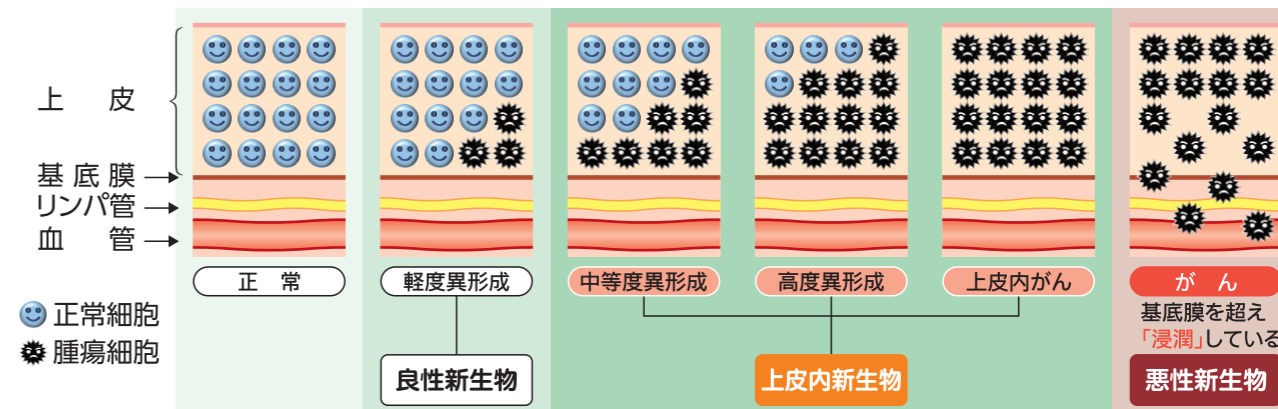 上　皮
基底膜
リンパ管
血　管
正　常
軽度異形成
中等度異形成
高度異形成
上皮内がん
が　ん
基底膜を超え
「浸潤」している
正常細胞
腫瘍細胞
良性新生物
上皮内新生物
悪性新生物